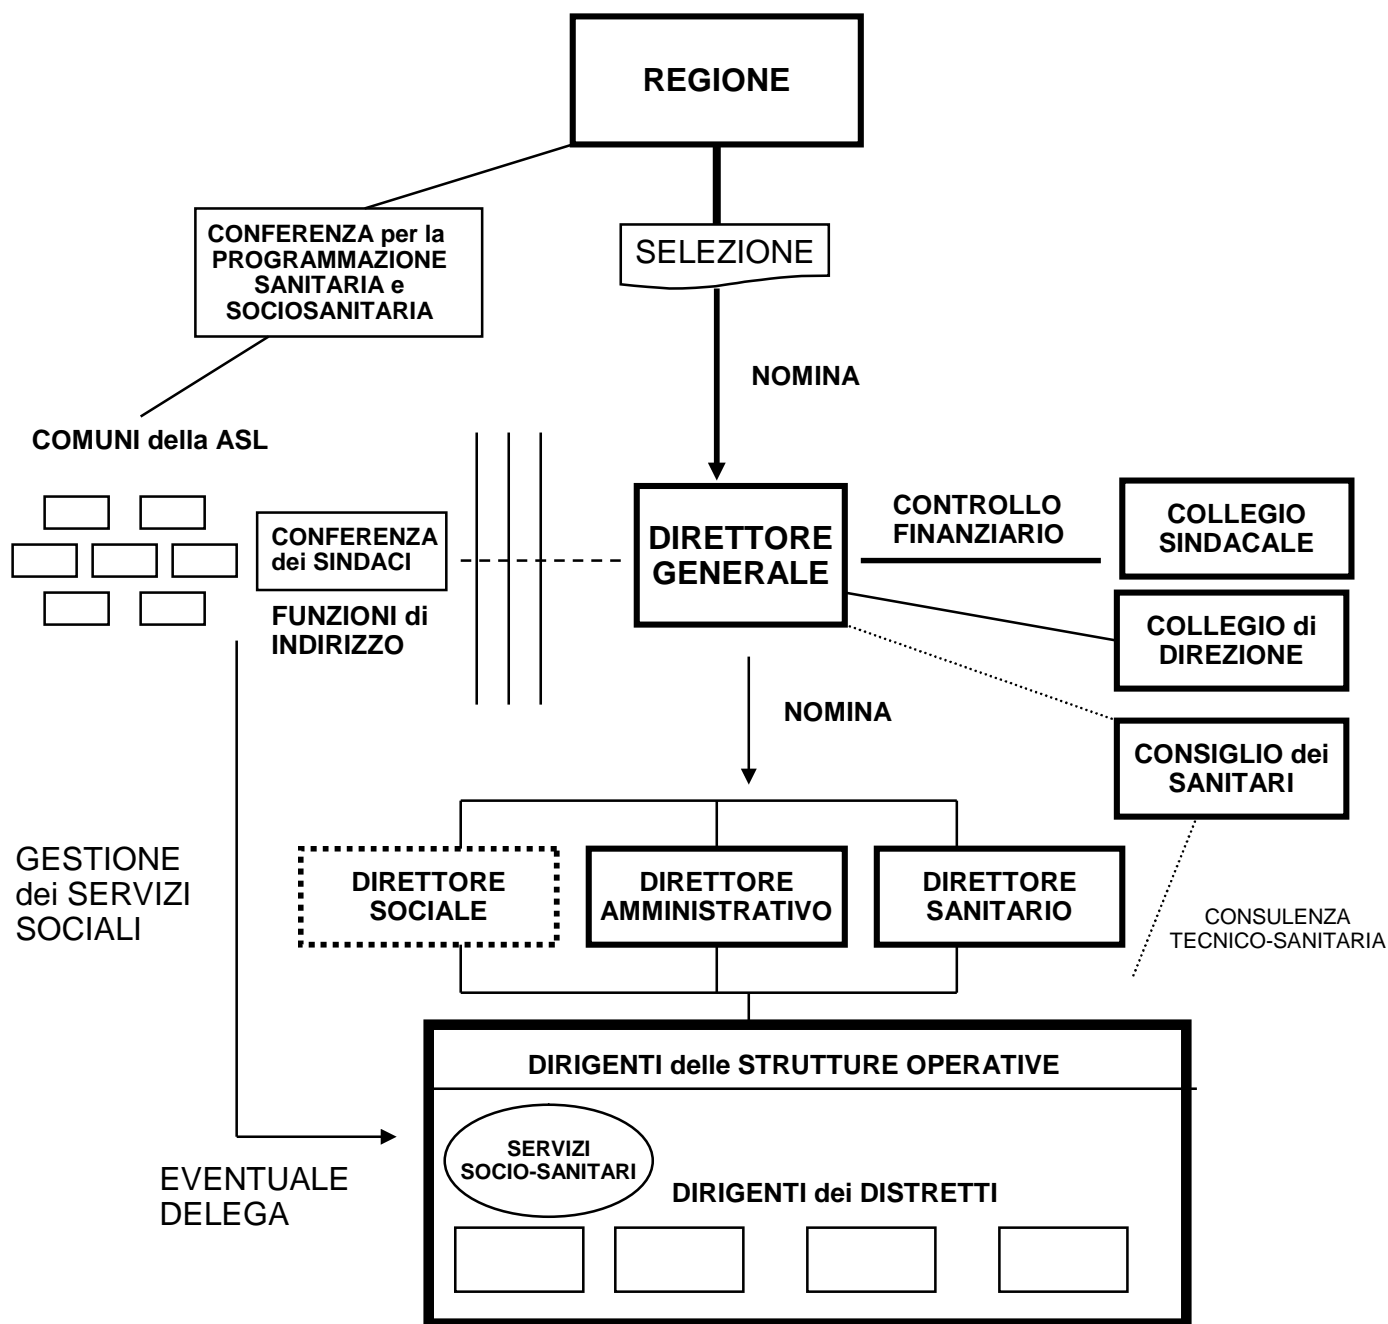 REGIONE
CONFERENZA per la
PROGRAMMAZIONE
SANITARIA e
SOCIOSANITARIA
SELEZIONE
NOMINA
COMUNI della ASL
CONFERENZA
dei SINDACI
FUNZIONI di
INDIRIZZO
DIRETTORE
GENERALE
CONTROLLO
FINANZIARIO
COLLEGIO
SINDACALE
COLLEGIO di
DIREZIONE
NOMINA
CONSIGLIO dei
SANITARI
GESTIONE
dei SERVIZI
SOCIALI
DIRETTORE
SOCIALE
DIRETTORE
AMMINISTRATIVO
DIRETTORE
SANITARIO
CONSULENZA
TECNICO-SANITARIA
DIRIGENTI delle STRUTTURE OPERATIVE
SERVIZI
SOCIO-SANITARI
EVENTUALE
DELEGA
DIRIGENTI dei DISTRETTI